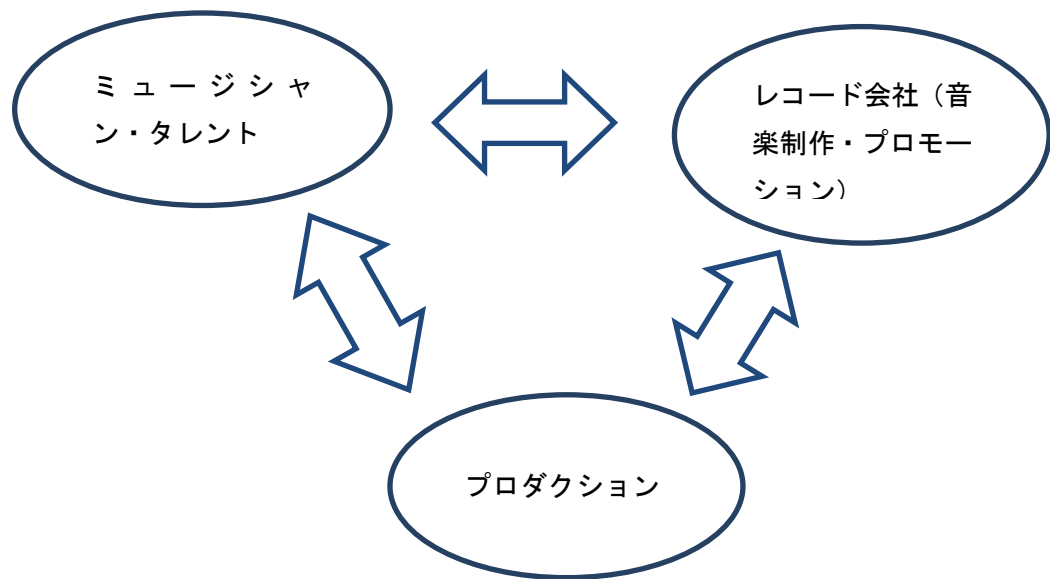 ミュージシャ
ン・タレント
レコード会社（音
楽制作・プロモー
ション）
プロダクション